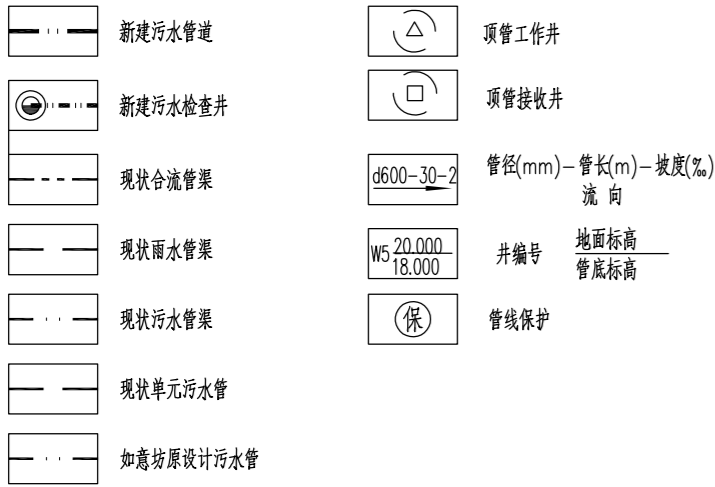 新建污水管道
新建污水检查井
现状合流管渠
现状雨水管渠
现状污水管渠
现状单元污水管
如意坊原设计污水管
顶管工作井
顶管接收井
d600-30-2
管径(mm)-管长(m)-坡度(‰)
流 向
W5 20.000
18.000
井编号 地面标高
管底标高
保
管线保护